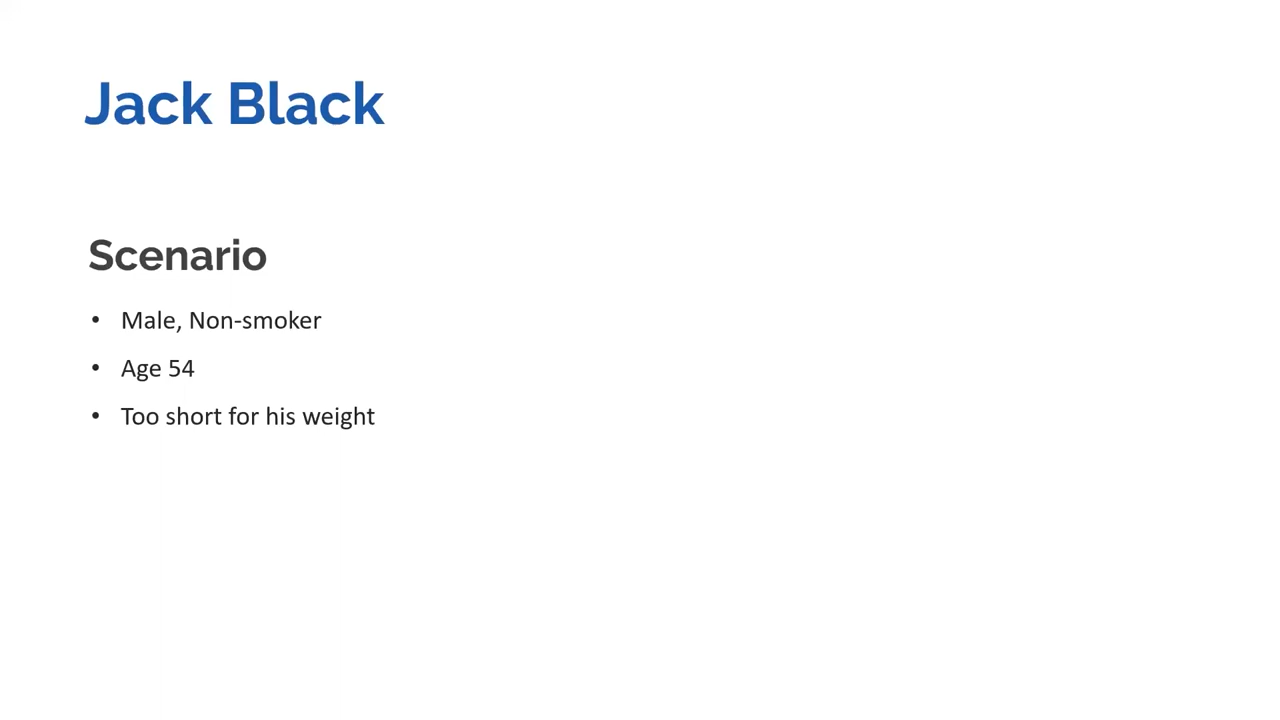 Jack Black
Scenario
• Male, Non-smoker
• Age 54
• Too short for his weight